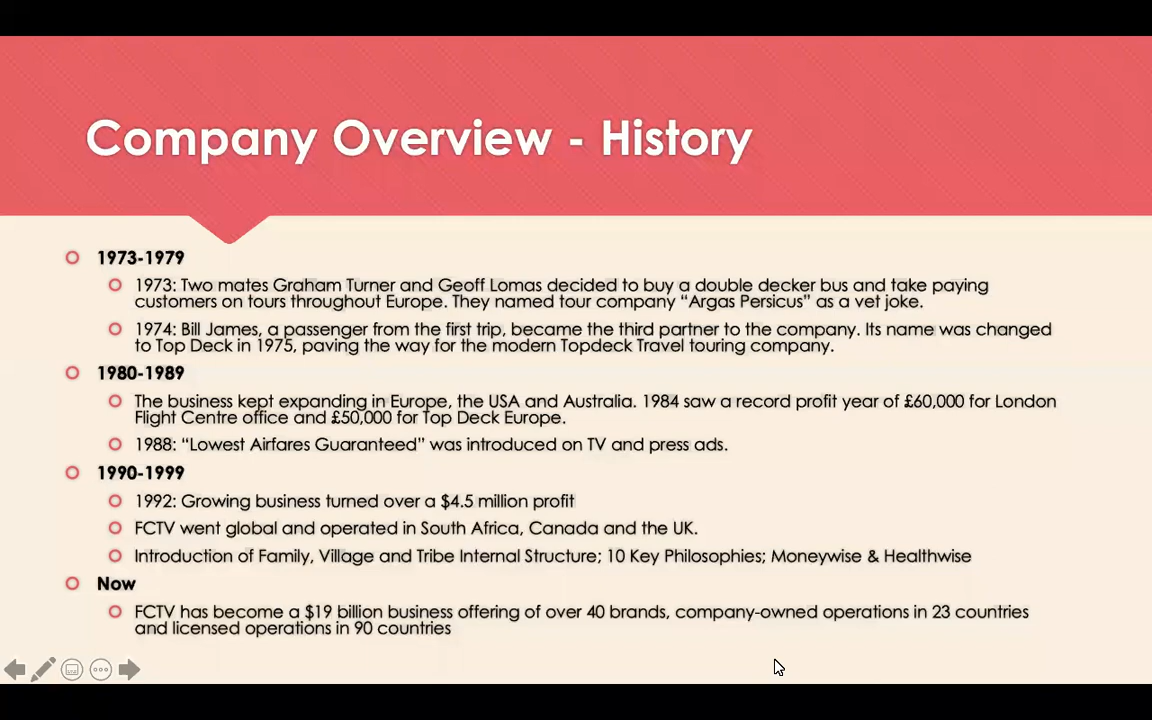 Company Overview - History
1973-1979
1973: Two mates Graham Turner and Geoff Lomas decided to buy a double decker bus and take paying
customers on tours throughout Europe. They named tour company “Argas Persicus” as a vet joke.
1974: Bill James, a passenger from the first trip, became the third partner to the company. Its name was changed
to Top Deck in 1975, paving the way for the modern Topdeck Travel touring company.
1980-1989
The business kept expanding in Europe, the USA and Australia. 1984 saw a record profit year of £60,000 for London
Flight Centre office and £50,000 for Top Deck Europe.
1988: “Lowest Airfares Guaranteed” was introduced on TV and press ads.
1990-1999
1992: Growing business turned over a $4.5 million profit
FCTV went global and operated in South Africa, Canada and the UK.
Introduction of Family, Village and Tribe Internal Structure; 10 Key Philosophies; Moneywise & Healthwise
Now
FCTV has become a $19 billion business offering of over 40 brands, company-owned operations in 23 countries
and licensed operations in 90 countries